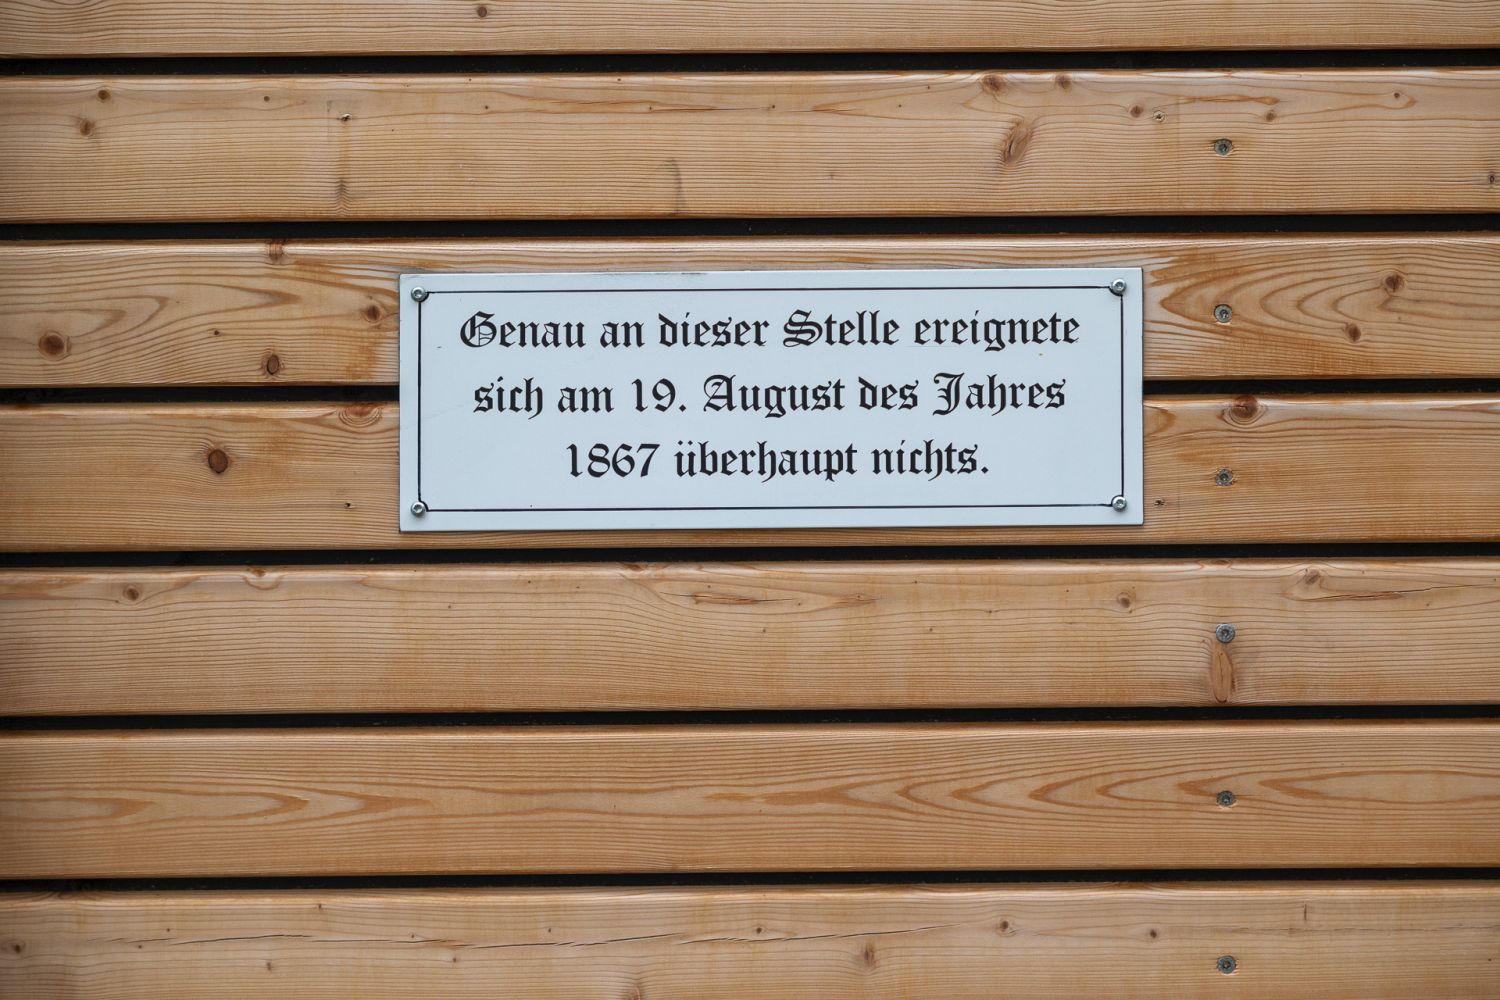 Genau an dieser Stelle ereignete
sich am 19. August des Jahres
1867 überhaupt nichts.